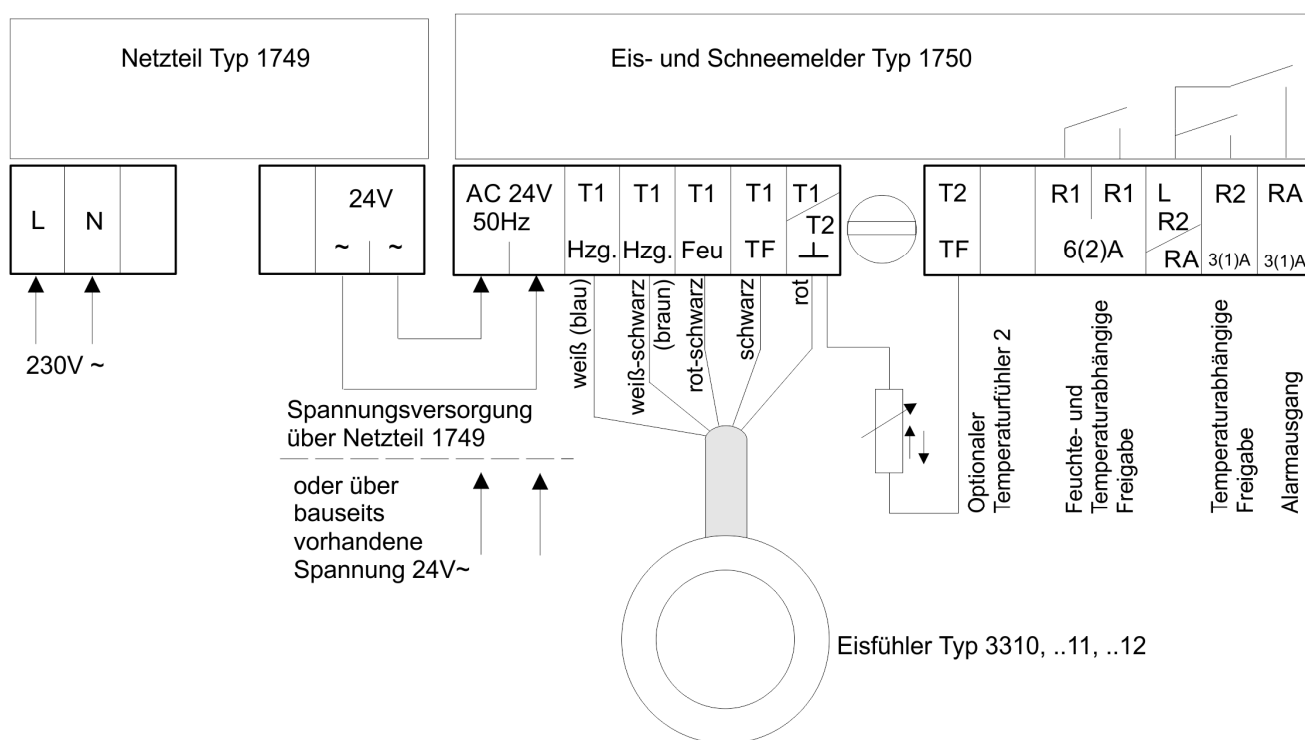 Netzteil Typ 1749
Eis- und Schneemelder Typ 1750
L
N
24V
~ ~
AC 24V
50Hz
T1
Hzg.
T1
Hzg.
T1
Feu
T1
TF
T1
T2
T2
TF
R1
R1
6(2)A
L
R2
RA
R2
3(1)A
RA
3(1)A
230V ~
weiß (blau)
weiß-schwarz
(braun)
rot-schwarz
schwarz
rot
Spannungsversorgung
über Netzteil 1749
oder über
bauseits
vorhandene
Spannung 24V~
Optionaler
Temperaturfühler 2
Feuchte- und
Temperaturabhängige
Freigabe
Temperaturabhängige
Freigabe
Alarmausgang
Eisfühler Typ 3310, ..11, ..12